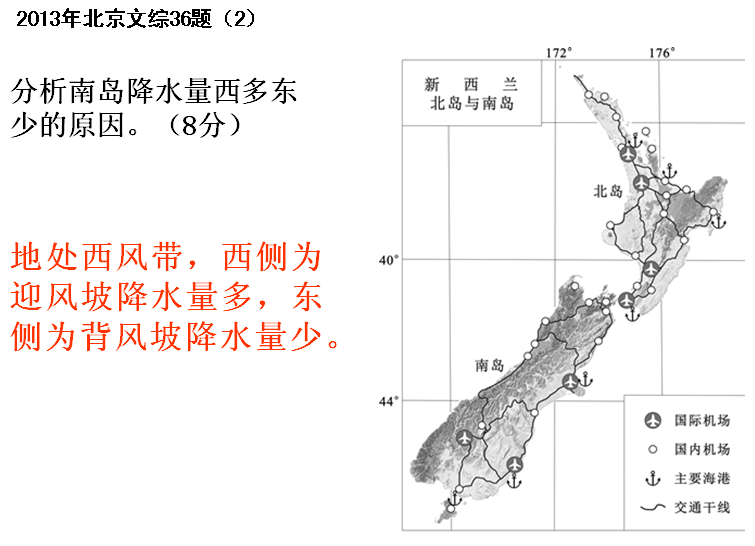 2013年北京文综36题（2）
分析南岛降水量西多东
少的原因。（8分）
地处西风带，西侧为
迎风坡降水量多，东
侧为背风坡降水量少。
172°
176°
新 西 兰
北岛与南岛
北岛
40°
南岛
44°
国际机场
国内机场
主要海港
交通干线